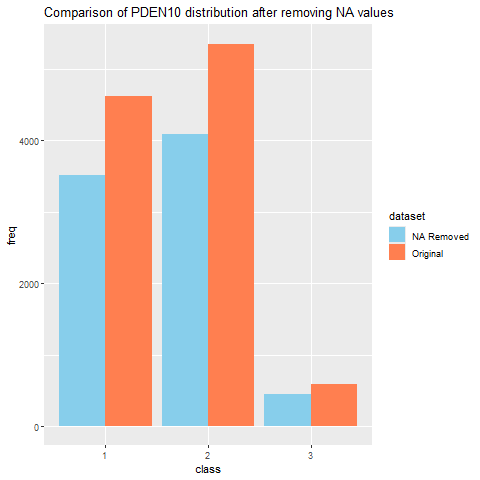 Comparison of PDEN10 distribution after removing NA values
freq
4000
2000
0
1 2 3
class
dataset
NA Removed
Original